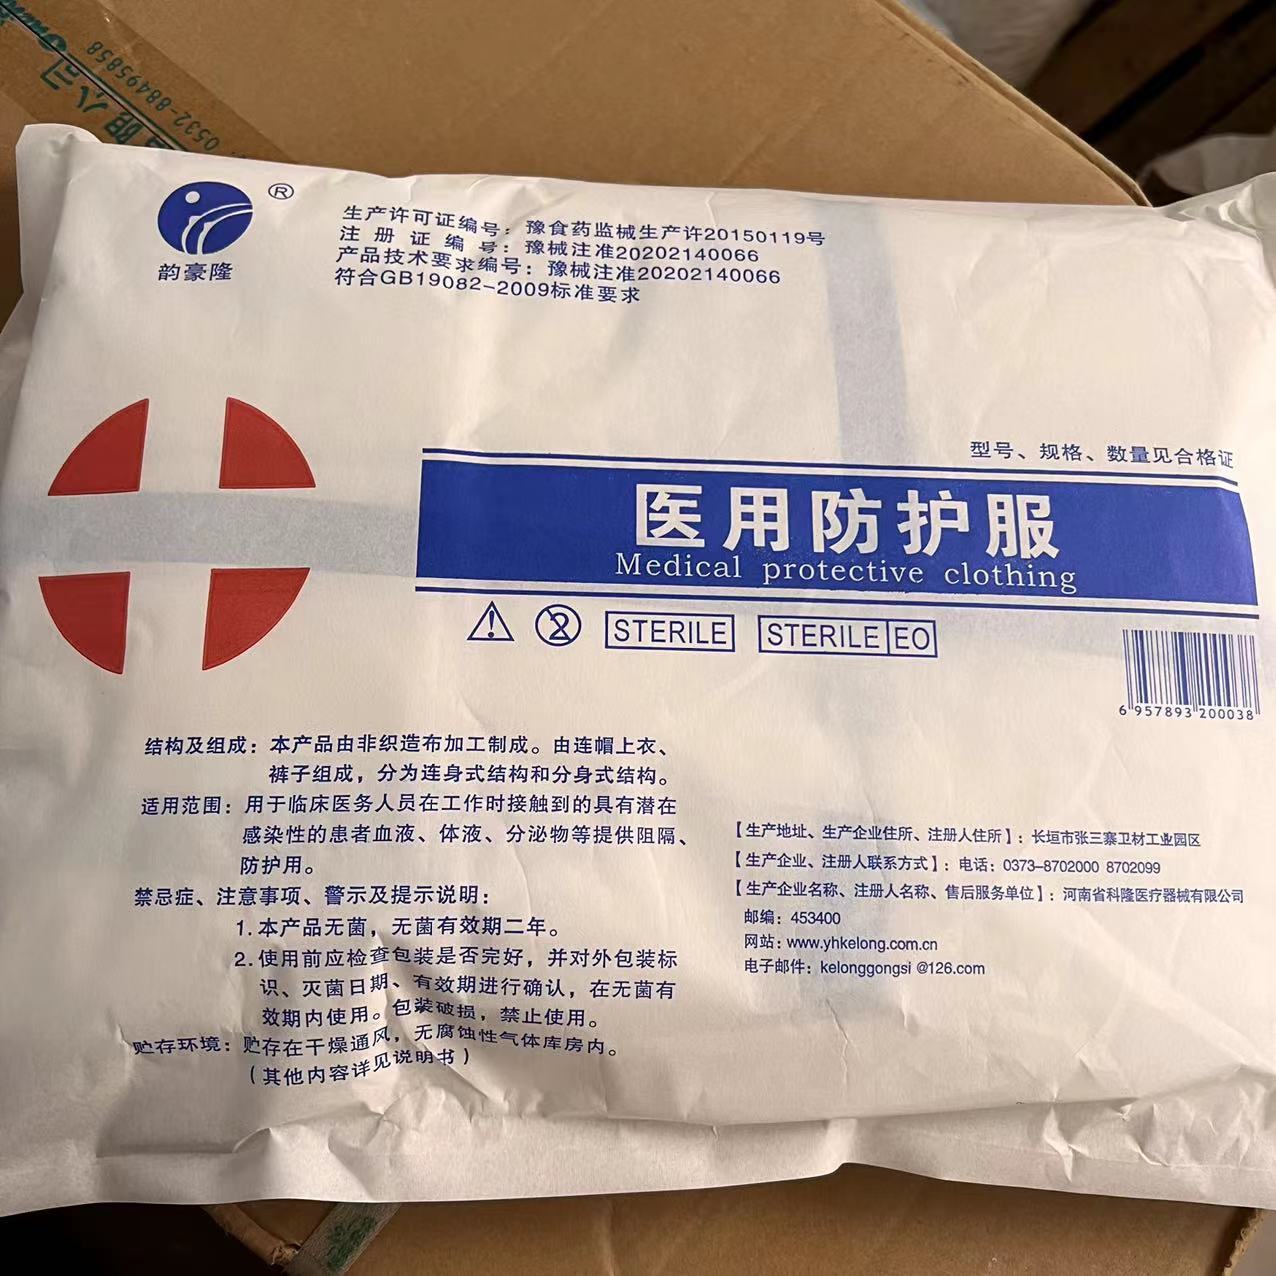 0532-88495858
韵豪隆
®
生产许可证编号：豫食药监械生产许20150119号
注册证编号：豫械注准20202140066
产品技术要求编号：豫械注准20202140066
符合GB19082-2009标准要求
型号、规格、数量见合格证
医用防护服
Medical protective clothing
2
STERILE
STERILE EO
6 957893 200038
结构及组成：本产品由非织造布加工制成。由连帽上衣、
裤子组成，分为连身式结构和分身式结构。
适用范围：用于临床医务人员在工作时接触到的具有潜在
感染性的患者血液、体液、分泌物等提供阻隔、
防护用。
禁忌症、注意事项、警示及提示说明：
1.本产品无菌，无菌有效期二年。
2.使用前应检查包装是否完好，并对外包装标
识、灭菌日期、有效期进行确认，在无菌有
效期内使用。包装破损，禁止使用。
贮存环境：贮存在干燥通风，无腐蚀性气体库房内。
（其他内容详见说明书）
【生产地址、生产企业住所、注册人住所】：长垣市张三寨卫材工业园区
【生产企业、注册人联系方式】：电话：0373-8702000 8702099
【生产企业名称、注册人名称、售后服务单位】：河南省科隆医疗器械有限公司
邮编：453400
网站：www.yhkelong.com.cn
电子邮件：kelonggongsi @126.com